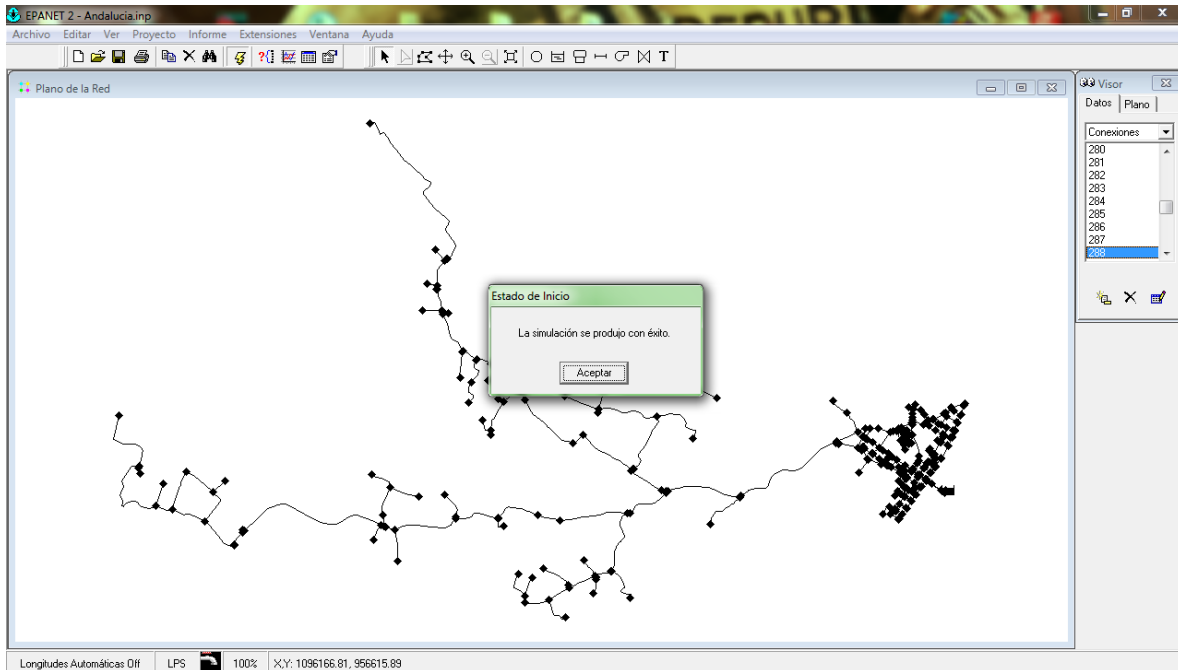 EPANET 2 - Andalucia.inp
Archivo Editar Ver Proyecto Informe Extensiones Ventana Ayuda
T
Plano de la Red
Visor
Datos Plano
Conexiones
280
281
282
283
284
285
286
287
288
Estado de Inicio
La simulación se produjo con éxito.
Aceptar
Longitudes Automáticas Off LPS 100% X,Y: 1096166.81, 956615.89